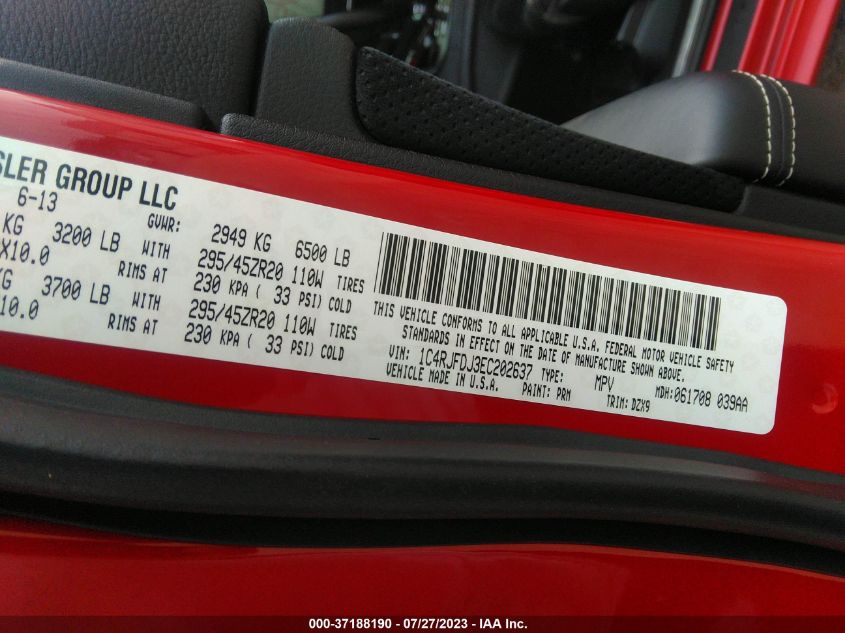 SLER GROUP LLC
6-13
GVWR: 2949 KG 6500 LB
KG 3200 LB WITH 295/45ZR20 110W TIRES
X10.0 RIMS AT 230 KPA ( 33 PSI) COLD
KG 3700 LB WITH 295/45ZR20 110W TIRES
10.0 RIMS AT 230 KPA ( 33 PSI) COLD
THIS VEHICLE CONFORMS TO ALL APPLICABLE U.S.A. FEDERAL MOTOR VEHICLE SAFETY
STANDARDS IN EFFECT ON THE DATE OF MANUFACTURE SHOWN ABOVE.
VIN: 1C4RJFDJ3EC202637 TYPE: MPV MDH:061708 039AA
VEHICLE MADE IN U.S.A. PAINT: PRM TRIM: DZX9
000-37188190 - 07/27/2023 - IAA Inc.